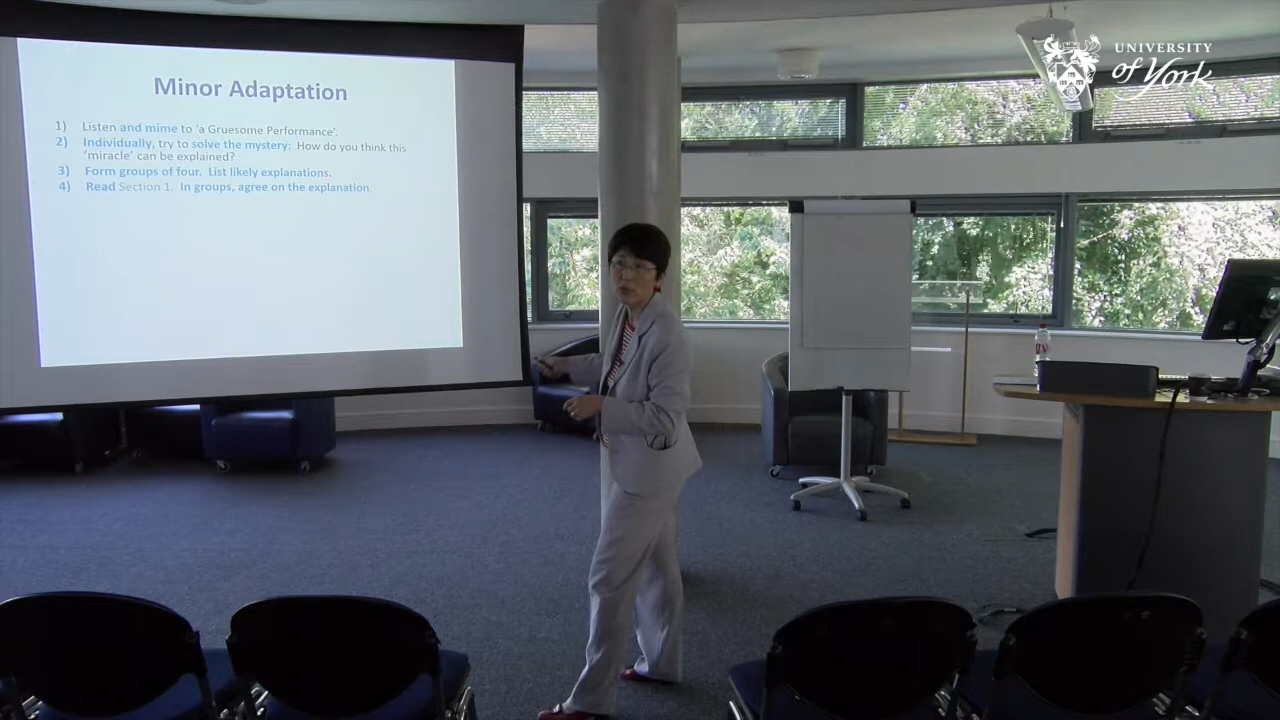 Minor Adaptation
1) Listen and mime to 'a Gruesome Performance'.
2) Individually, try to solve the mystery: How do you think this
'miracle' can be explained?
3) Form groups of four. List likely explanations.
4) Read Section 1. In groups, agree on the explanation.
UNIVERSITY
of York